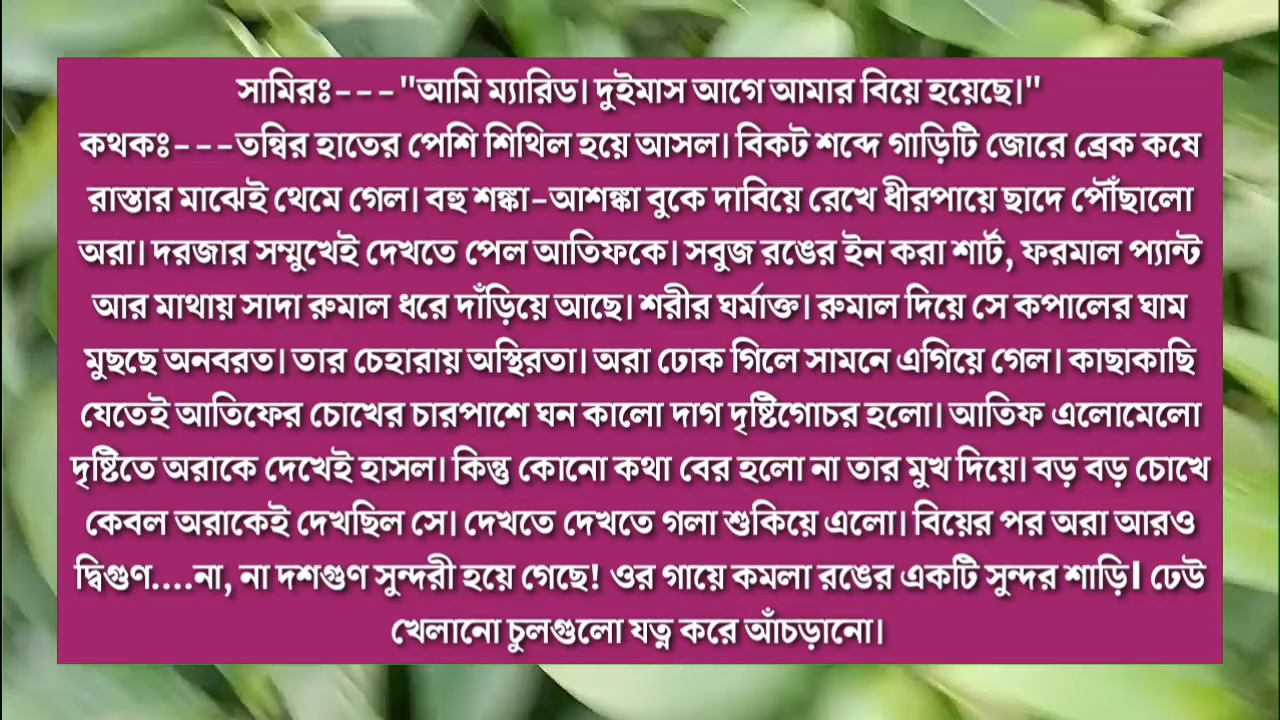 সামিরঃ--- "আমি ম্যারিড। দুইমাস আগে আমার বিয়ে হয়েছে।"
কথকঃ---তন্বির হাতের পেশি শিথিল হয়ে আসল। বিকট শব্দে গাড়িটি জোরে ব্রেক কষে
রাস্তার মাঝেই থেমে গেল। বহু শঙ্কা-আশঙ্কা বুকে দাবিয়ে রেখে ধীরপায়ে ছাদে পৌঁছালো
অরা। দরজার সম্মুখেই দেখতে পেল আতিফকে। সবুজ রঙের ইন করা শার্ট, ফরমাল প্যান্ট
আর মাথায় সাদা রুমাল ধরে দাঁড়িয়ে আছে। শরীর ঘর্মাক্ত। রুমাল দিয়ে সে কপালের ঘাম
মুছছে অনবরত। তার চেহারায় অস্থিরতা। অরা ঢোক গিলে সামনে এগিয়ে গেল। কাছাকাছি
যেতেই আতিফের চোখের চারপাশে ঘন কালো দাগ দৃষ্টিগোচর হলো। আতিফ এলোমেলো
দৃষ্টিতে অরাকে দেখেই হাসল। কিন্তু কোনো কথা বের হলো না তার মুখ দিয়ে। বড় বড় চোখে
কেবল অরাকেই দেখছিল সে। দেখতে দেখতে গলা শুকিয়ে এলো। বিয়ের পর অরা আরও
দ্বিগুণ....না, না দশগুণ সুন্দরী হয়ে গেছে! ওর গায়ে কমলা রঙের একটি সুন্দর শাড়ি। ঢেউ
খেলানো চুলগুলো যত্ন করে আঁচড়ানো।